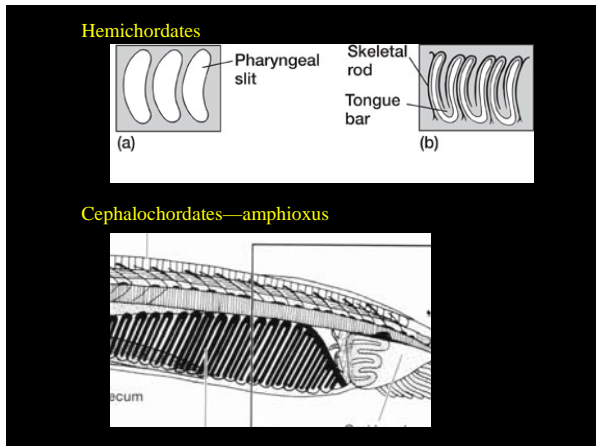 Hemichordates
Pharyngeal
slit
Skeletal
rod
Tongue
bar
(a)
(b)
Cephalochordates—amphioxus
ecum